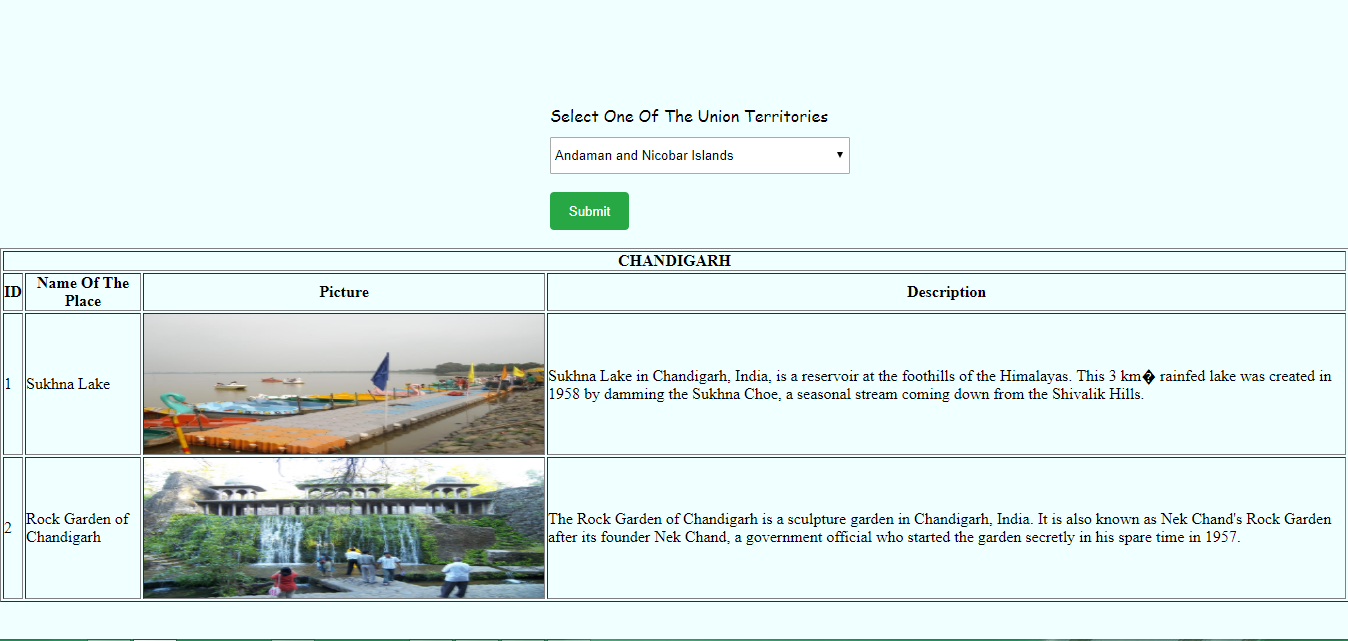 Select One Of The Union Territories
Andaman and Nicobar Islands
Submit
CHANDIGARH
ID
Name Of The
Place
Picture
Description
1
Sukhna Lake
Sukhna Lake in Chandigarh, India, is a reservoir at the foothills of the Himalayas. This 3 km� rainfed lake was created in
1958 by damming the Sukhna Choe, a seasonal stream coming down from the Shivalik Hills.
2
Rock Garden of
Chandigarh
The Rock Garden of Chandigarh is a sculpture garden in Chandigarh, India. It is also known as Nek Chand's Rock Garden
after its founder Nek Chand, a government official who started the garden secretly in his spare time in 1957.